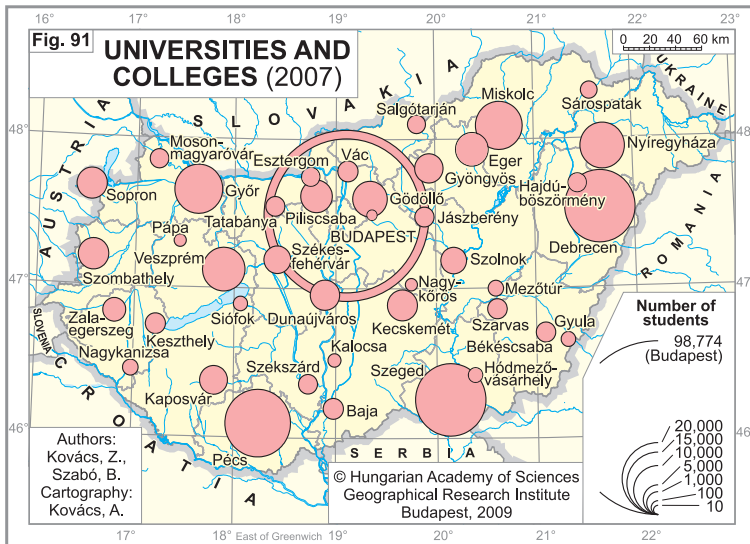 16°
17°
18°
19°
20°
21°
22°
23°
Fig. 91
UNIVERSITIES AND
COLLEGES (2007)
0 20 40 60 km
SLOVAKIA
UKRAINE
AUSTRIA
ROMANIA
SLOVENIA
CROATIA
SERBIA
48°
48°
47°
47°
46°
46°
Miskolc
Sárospatak
Salgótarján
Moson-
magyaróvár
Esztergom
Vác
Eger
Nyíregyháza
Gyöngyös
Sopron
Győr
Gödöllő
Hajdú-
böszörmény
Tatabánya
Piliscsaba
Jászberény
Pápa
BUDAPEST
Debrecen
Veszprém
Székes-
fehérvár
Szolnok
Szombathely
Nagy-
kőrös
Mezőtúr
Zala-
egerszeg
Siófok
Dunaújváros
Kecskemét
Szarvas
Gyula
Keszthely
Békéscsaba
Nagykanizsa
Kalocsa
Szekszárd
Szeged
Hódmező-
vásárhely
Kaposvár
Baja
Pécs
Number of
students
98,774
(Budapest)
20,000
15,000
10,000
5,000
1,000
100
10
Authors:
Kovács, Z.,
Szabó, B.
Cartography:
Kovács, A.
© Hungarian Academy of Sciences
Geographical Research Institute
Budapest, 2009
17°
18°
East of Greenwich
19°
20°
21°
22°